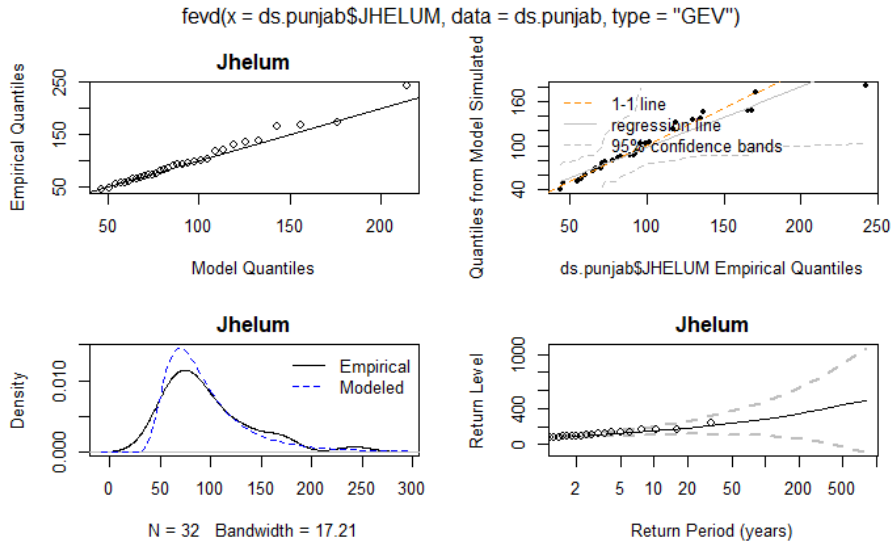 fevd(x = ds.punjab$JHELUM, data = ds.punjab, type = "GEV")
Jhelum
Empirical Quantiles
50 150 250
50 100 150 200
Model Quantiles
Quantiles from Model Simulated
40 100 160
1-1 line
regression line
95% confidence bands
50 100 150 200 250
ds.punjab$JHELUM Empirical Quantiles
Jhelum
Density
0.000 0.010
Empirical
Modeled
0 50 100 150 200 250 300
N = 32 Bandwidth = 17.21
Jhelum
Return Level
0 400 1000
2 5 10 20 50 200 500
Return Period (years)